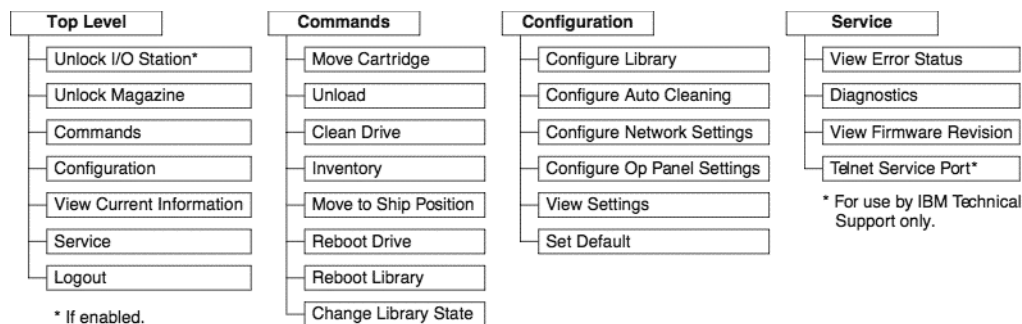 Top Level
Unlock I/O Station*
Unlock Magazine
Commands
Configuration
View Current Information
Service
Logout
* If enabled.
Commands
Move Cartridge
Unload
Clean Drive
Inventory
Move to Ship Position
Reboot Drive
Reboot Library
Change Library State
Configuration
Configure Library
Configure Auto Cleaning
Configure Network Settings
Configure Op Panel Settings
View Settings
Set Default
Service
View Error Status
Diagnostics
View Firmware Revision
Telnet Service Port*
* For use by IBM Technical
Support only.